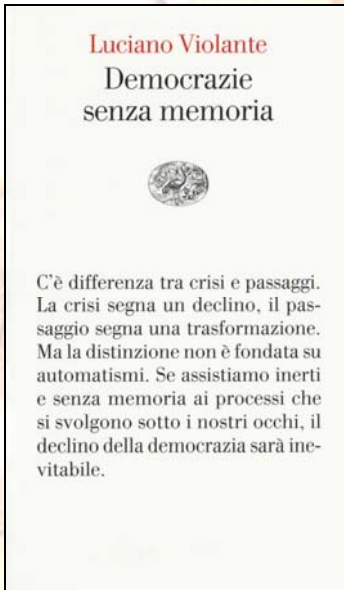 Luciano Violante
Democrazie
senza memoria
C'è differenza tra crisi e passaggi.
La crisi segna un declino, il pas-
saggio segna una trasformazione.
Ma la distinzione non è fondata su
automatismi. Se assistiamo inerti
e senza memoria ai processi che
si svolgono sotto i nostri occhi, il
declino della democrazia sarà ine-
vitabile.